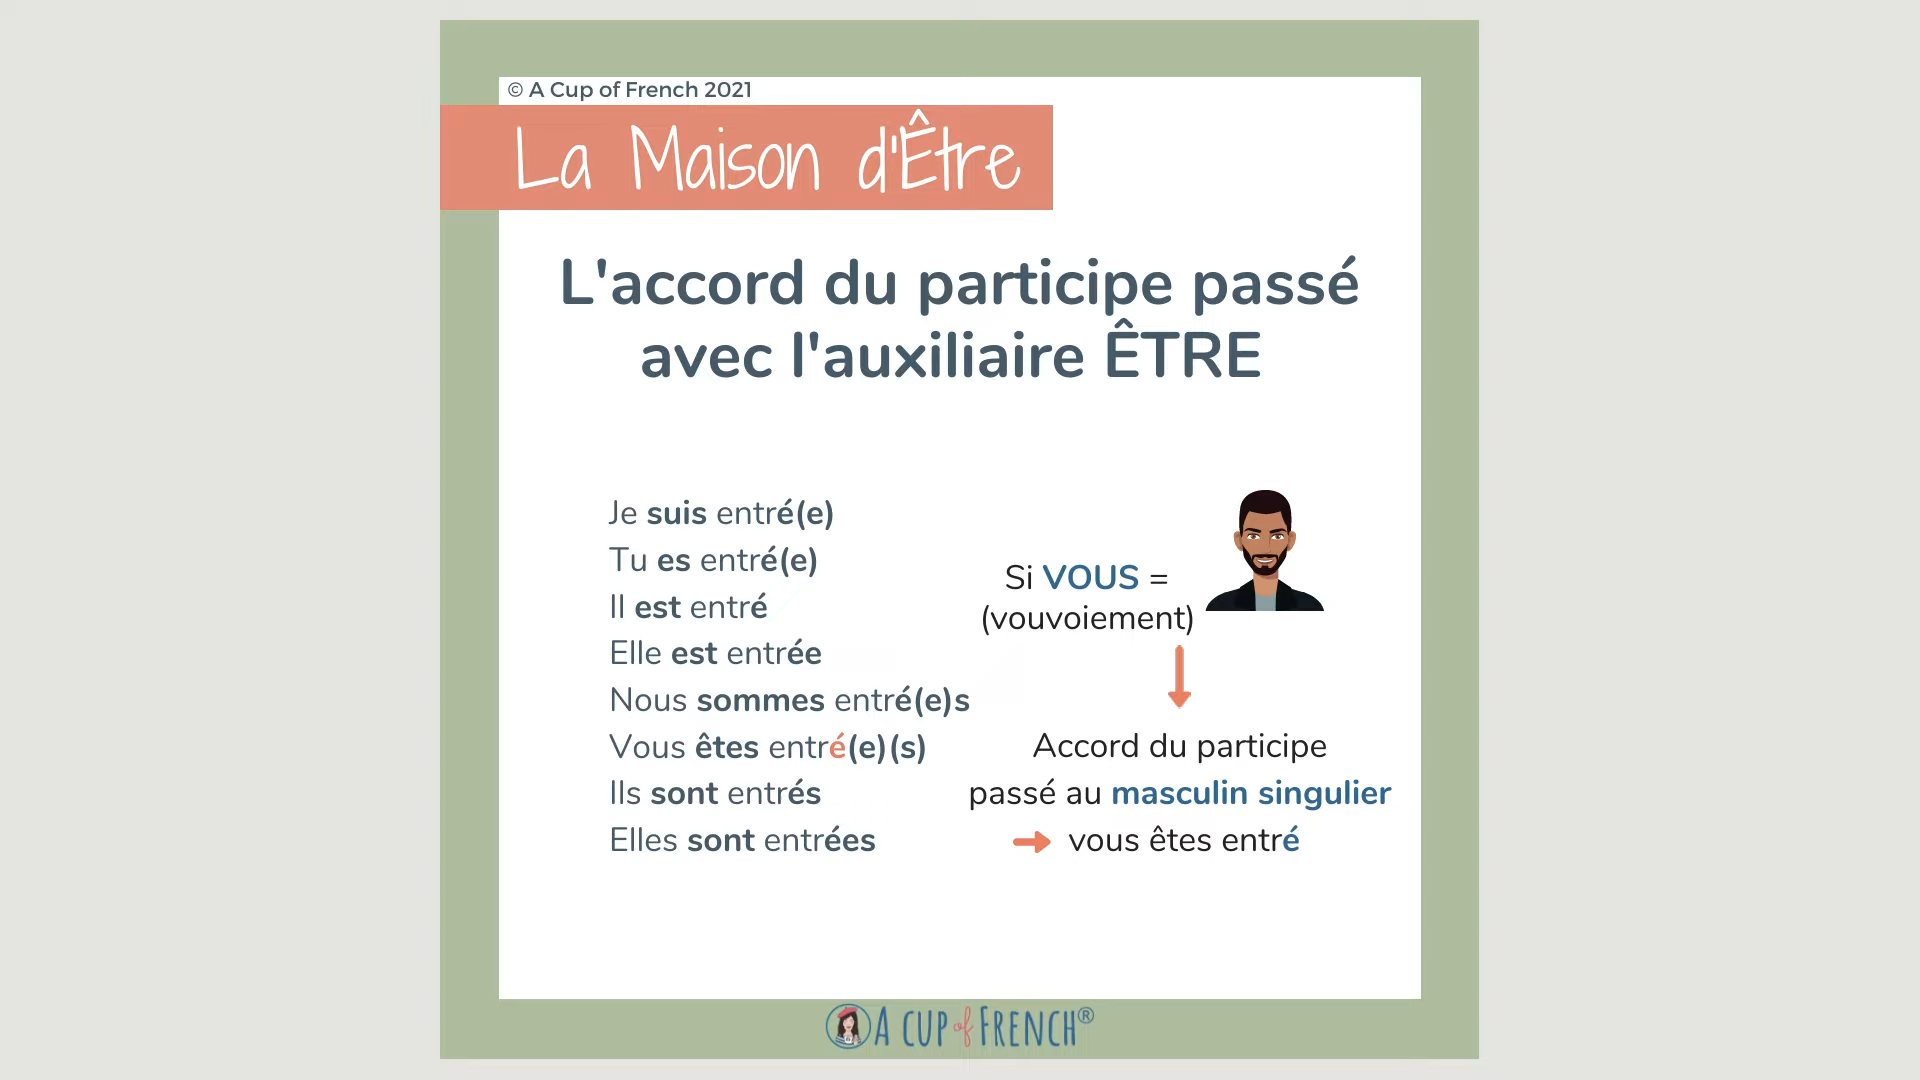 © A Cup of French 2021
La Maison d'Être
L'accord du participe passé
avec l'auxiliaire ÊTRE
Je suis entré(e)
Tu es entré(e)
Il est entré
Elle est entrée
Nous sommes entré(e)s
Vous êtes entré(e)(s)
Ils sont entrés
Elles sont entrées
Si VOUS =
(vouvoiement)
Accord du participe
passé au masculin singulier
vous êtes entré
A CUP of FRENCH®